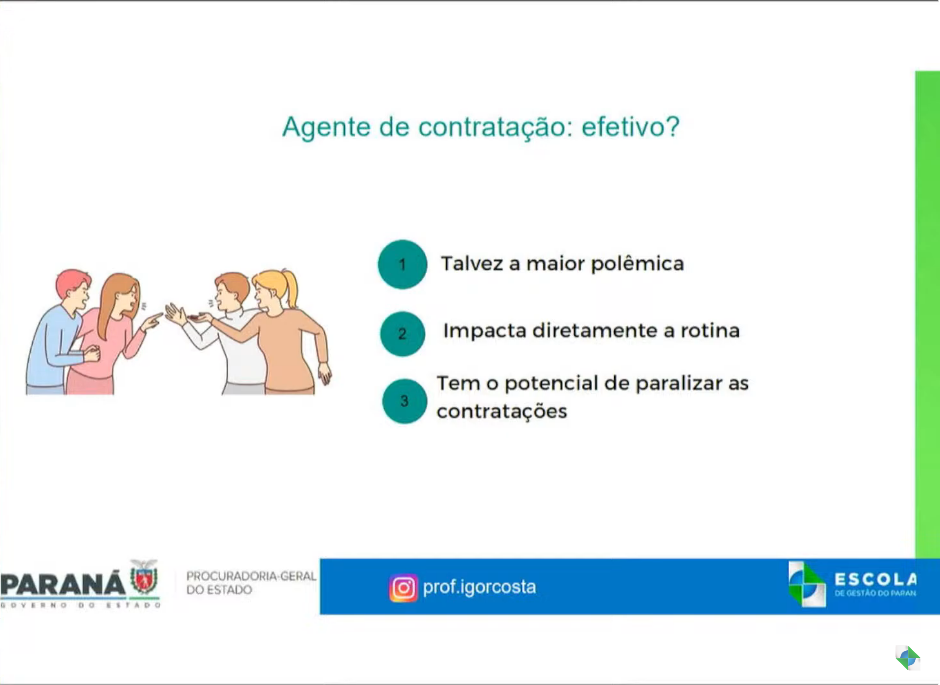 Agente de contratação: efetivo?
1 Talvez a maior polêmica
2 Impacta diretamente a rotina
3 Tem o potencial de paralizar as
contratações
PARANÁ
GOVERNO DO ESTADO
PROCURADORIA-GERAL
DO ESTADO
prof.igorcosta
ESCOLA
DE GESTÃO DO PARAN